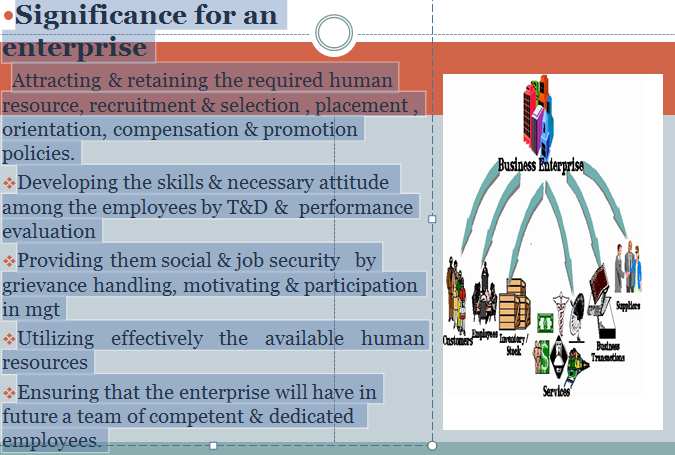 •Significance for an
enterprise
Attracting & retaining the required human
resource, recruitment & selection , placement ,
orientation, compensation & promotion
policies.
❖Developing the skills & necessary attitude
among the employees by T&D & performance
evaluation
❖Providing them social & job security by
grievance handling, motivating & participation
in mgt
❖Utilizing effectively the available human
resources
❖Ensuring that the enterprise will have in
future a team of competent & dedicated
employees.
Business Enterprise
Customers
Employees
Inventory /
Stock
Services
Business
Transactions
Suppliers